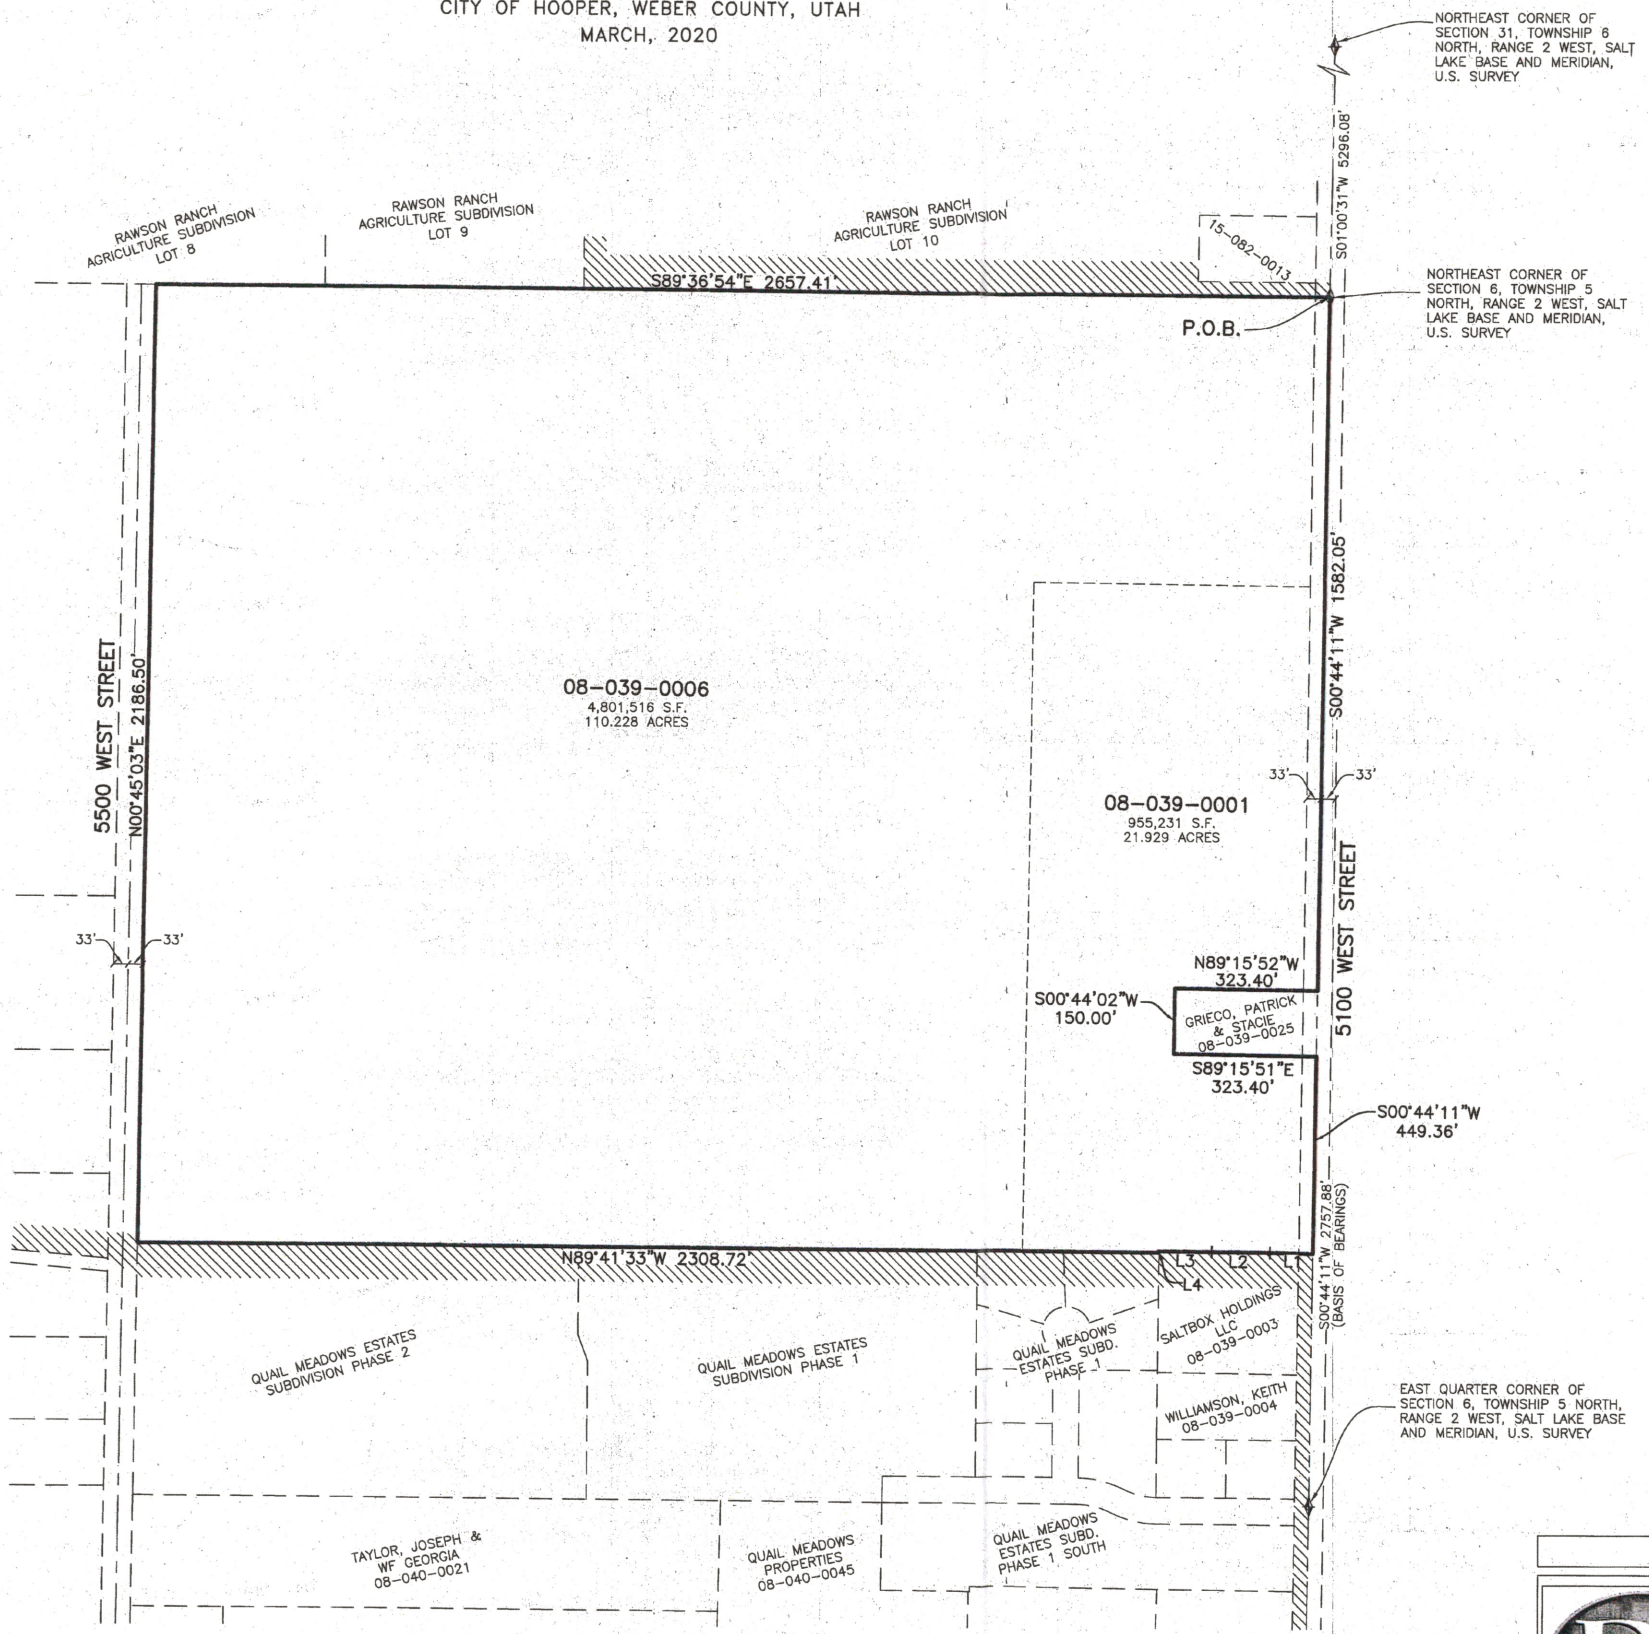 CITY OF HOOPER, WEBER COUNTY, UTAH
MARCH, 2020
NORTHEAST CORNER OF
SECTION 31, TOWNSHIP 6
NORTH, RANGE 2 WEST, SALT
LAKE BASE AND MERIDIAN,
U.S. SURVEY
S01°00'31"W 5296.08'
RAWSON RANCH
AGRICULTURE SUBDIVISION
LOT 8
RAWSON RANCH
AGRICULTURE SUBDIVISION
LOT 9
RAWSON RANCH
AGRICULTURE SUBDIVISION
LOT 10
15-082-0013
S89°36'54"E 2657.41'
P.O.B.
NORTHEAST CORNER OF
SECTION 6, TOWNSHIP 5
NORTH, RANGE 2 WEST, SALT
LAKE BASE AND MERIDIAN,
U.S. SURVEY
S00°44'11"W 1582.05'
5500 WEST STREET
N00°45'03"E 2186.50'
08-039-0006
4,801,516 S.F.
110.228 ACRES
33'
33'
08-039-0001
955,231 S.F.
21.929 ACRES
5100 WEST STREET
33'
33'
N89°15'52"W
323.40'
S00°44'02"W
150.00'
GRIECO, PATRICK
& STACIE
08-039-0025
S89°15'51"E
323.40'
S00°44'11"W
449.36'
S00°44'11"W 2757.88'
(BASIS OF BEARINGS)
N89°41'33"W 2308.72'
L3
L2
L1
L4
QUAIL MEADOWS ESTATES
SUBDIVISION PHASE 2
QUAIL MEADOWS ESTATES
SUBDIVISION PHASE 1
QUAIL MEADOWS
ESTATES SUBD.
PHASE 1
SALTBOX HOLDINGS
LLC
08-039-0003
WILLIAMSON, KEITH
08-039-0004
EAST QUARTER CORNER OF
SECTION 6, TOWNSHIP 5 NORTH,
RANGE 2 WEST, SALT LAKE BASE
AND MERIDIAN, U.S. SURVEY
TAYLOR, JOSEPH &
WF GEORGIA
08-040-0021
QUAIL MEADOWS
PROPERTIES
08-040-0045
QUAIL MEADOWS
ESTATES SUBD.
PHASE 1 SOUTH